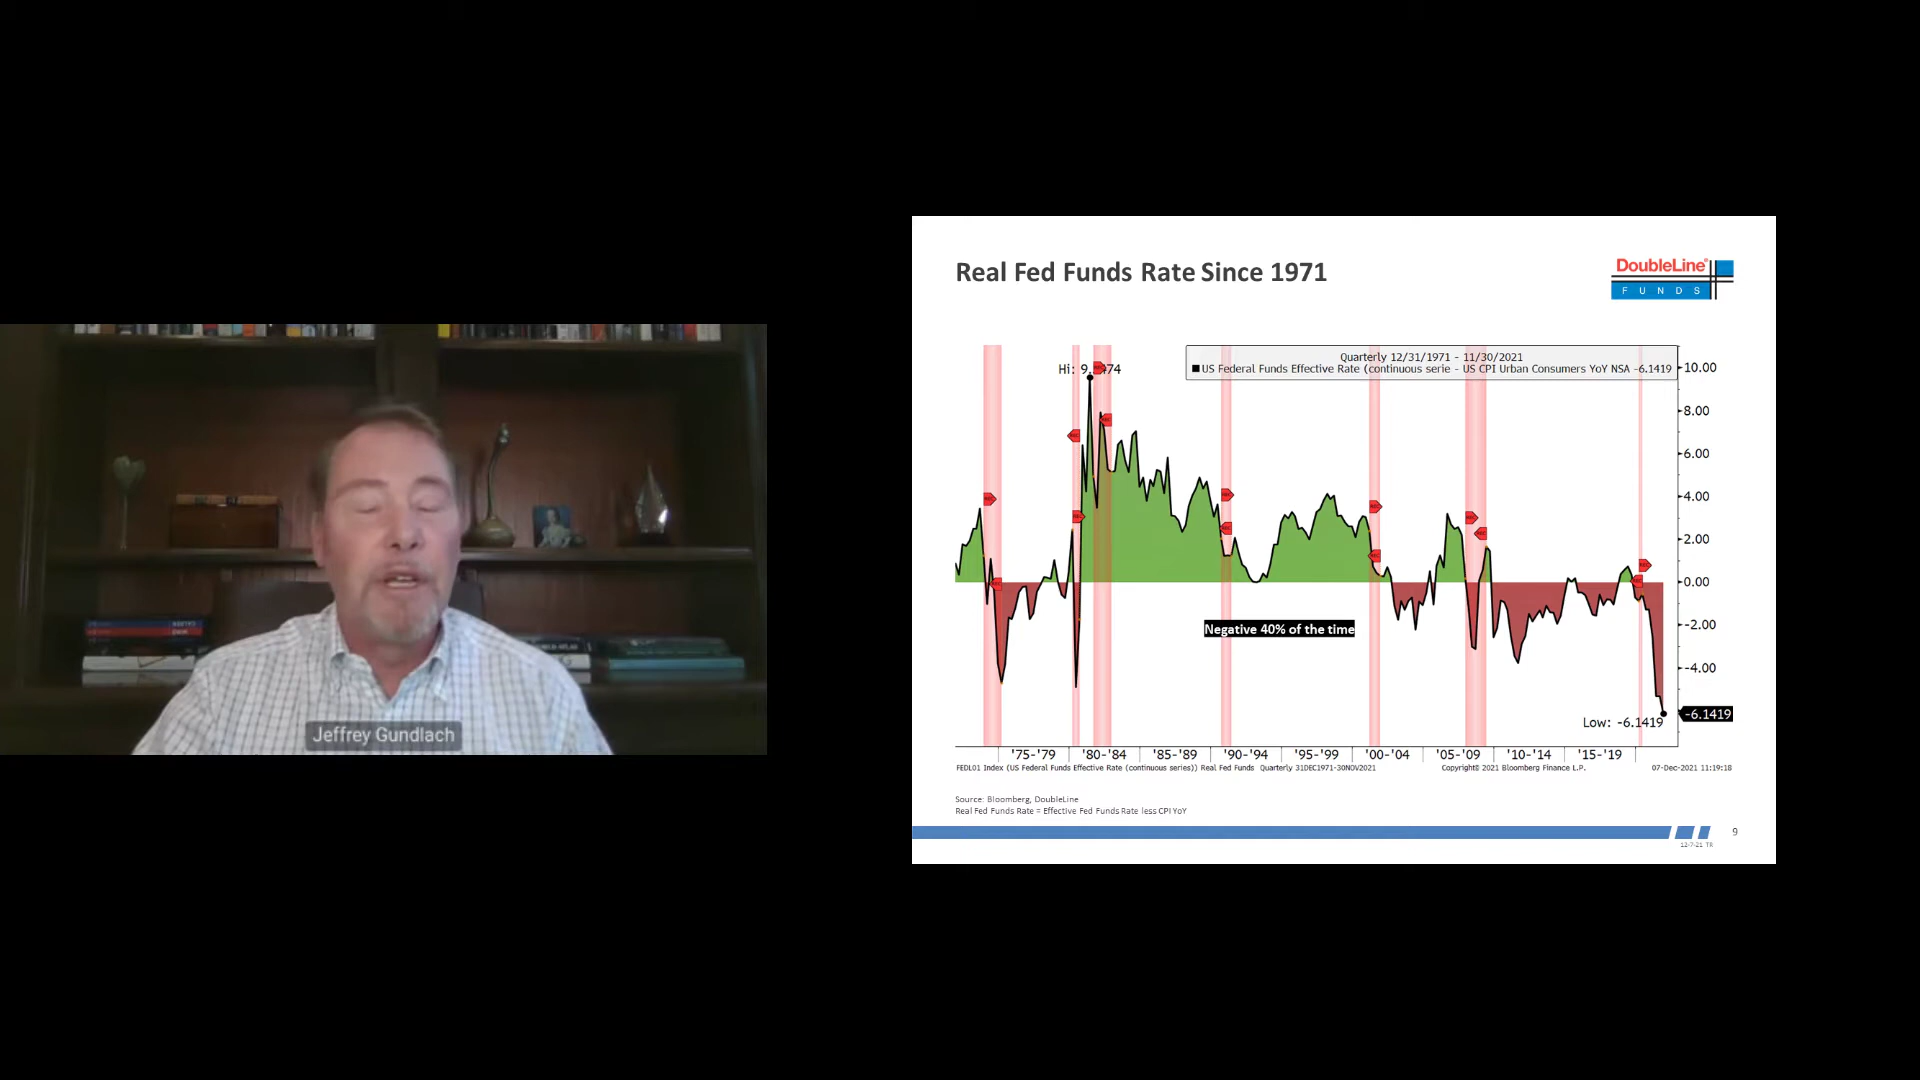 Jeffrey Gundlach
Real Fed Funds Rate Since 1971
DoubleLine®
FUNDS
Quarterly 12/31/1971 - 11/30/2021
US Federal Funds Effective Rate (continuous serie - US CPI Urban Consumers YoY NSA -6.1419
10.00
8.00
6.00
4.00
2.00
0.00
-2.00
-4.00
-6.1419
Negative 40% of the time
Low: -6.1419
'75-'79 '80-'84 '85-'89 '90-'94 '95-'99 '00-'04 '05-'09 '10-'14 '15-'19
FEDL01 Index (US Federal Funds Effective Rate (continuous series)) Real Fed Funds Quarterly 31DEC1971-30NOV2021 Copyright© 2021 Bloomberg Finance L.P. 07-Dec-2021 11:19:18
Source: Bloomberg, DoubleLine
Real Fed Funds Rate = Effective Fed Funds Rate less CPI YoY
9
12-7-21 TR